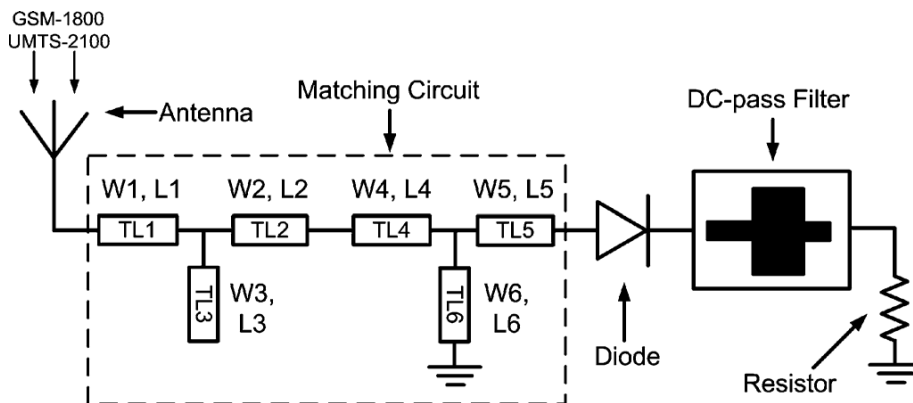 GSM-1800
UMTS-2100
Antenna
Matching Circuit
DC-pass Filter
W1, L1
W2, L2
W4, L4
W5, L5
TL1
TL2
TL4
TL5
TL3
W3,
L3
TL6
W6,
L6
Diode
Resistor